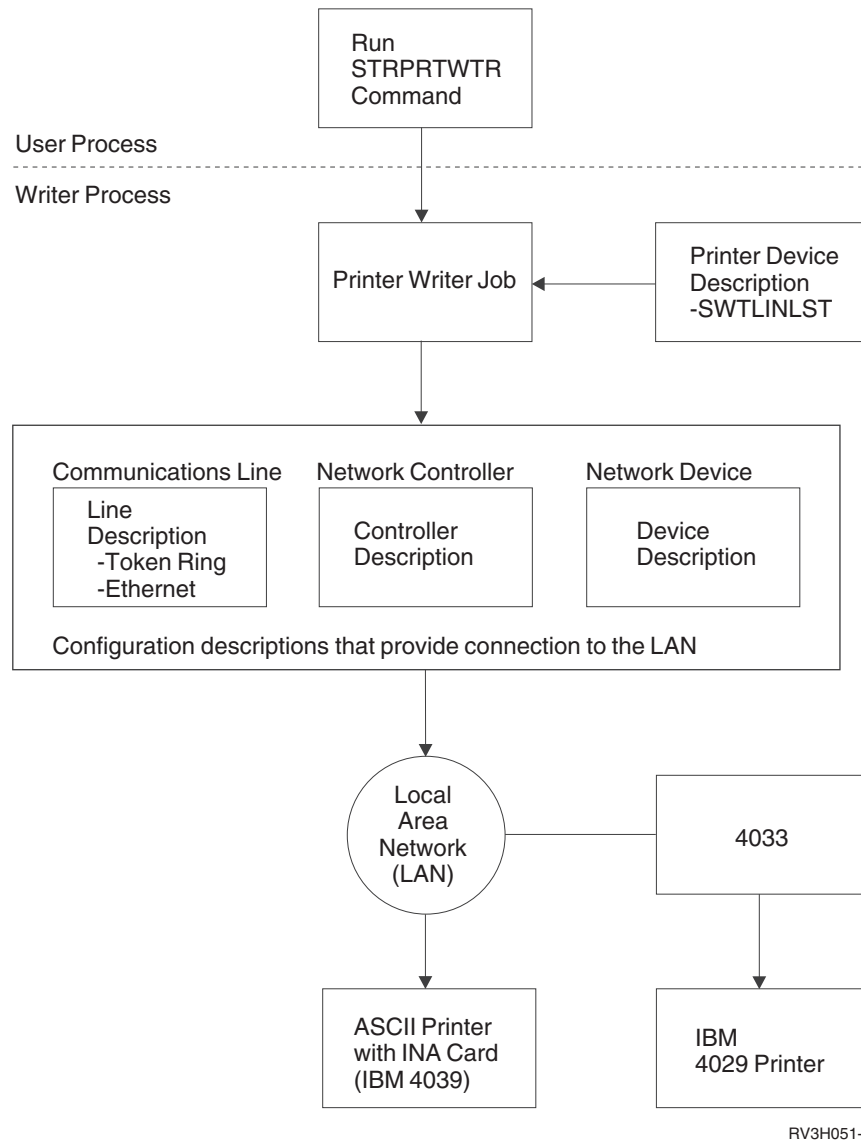 Run
STRPRTWTR
Command
User Process
Writer Process
Printer Writer Job
Printer Device
Description
-SWTLINLST
Communications Line
Network Controller
Network Device
Line
Description
-Token Ring
-Ethernet
Controller
Description
Device
Description
Configuration descriptions that provide connection to the LAN
Local
Area
Network
(LAN)
4033
ASCII Printer
with INA Card
(IBM 4039)
IBM
4029 Printer
RV3H051-